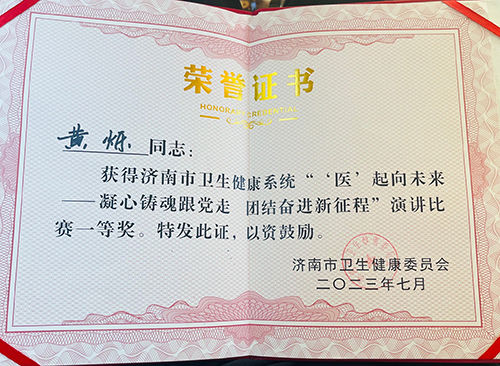 荣誉证书
HONORARY CREDENTIAL
黄烁 同志：
获得济南市卫生健康系统“‘医’起向未来
——凝心铸魂跟党走 团结奋进新征程”演讲比
赛一等奖。特发此证，以资鼓励。
济南市卫生健康委员会
二〇二三年七月